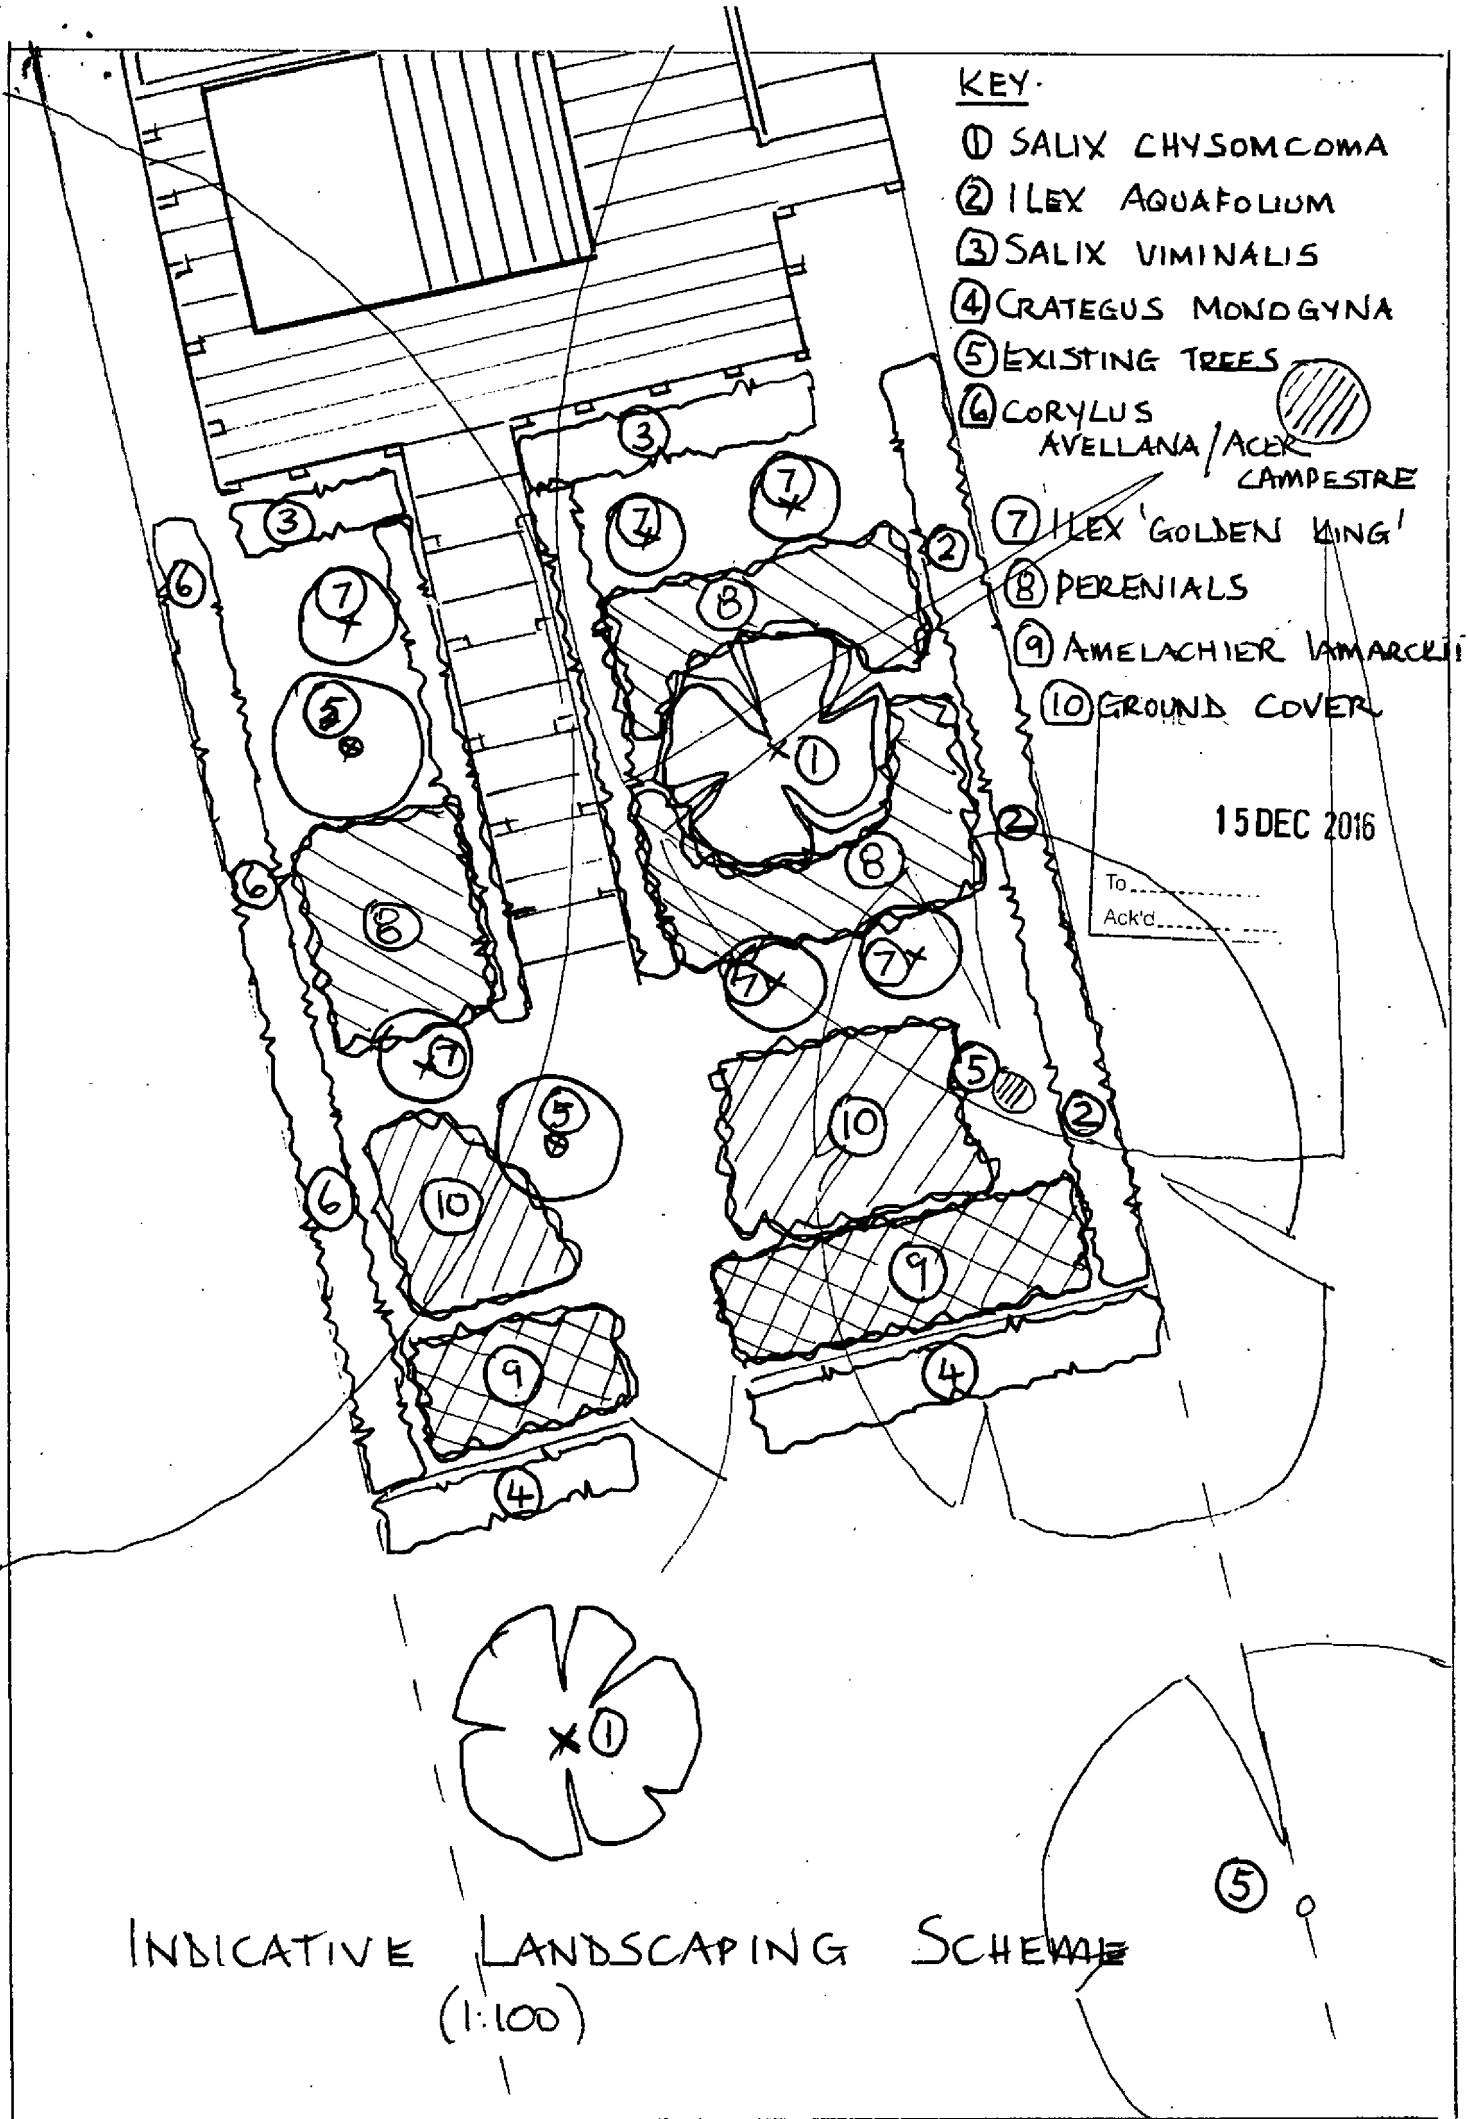 KEY.
① SALIX CHYSOMCOMA
② ILEX AQUAFOLIUM
③ SALIX VIMINALIS
④ CRATEGUS MONOGYNA
⑤ EXISTING TREES
⑥ CORYLUS
AVELLANA / ACER
CAMPESTRE
⑦ ILEX 'GOLDEN KING'
⑧ PERENIALS
⑨ AMELACHIER LAMARCKII
⑩ GROUND COVER
15 DEC 2016
To
Ack'd
3
7
3
7
2
6
7
8
5
1
2
8
6
8
7
7
7
5
5
2
10
10
6
9
9
4
4
1
5
INDICATIVE LANDSCAPING SCHEME
(1:100)